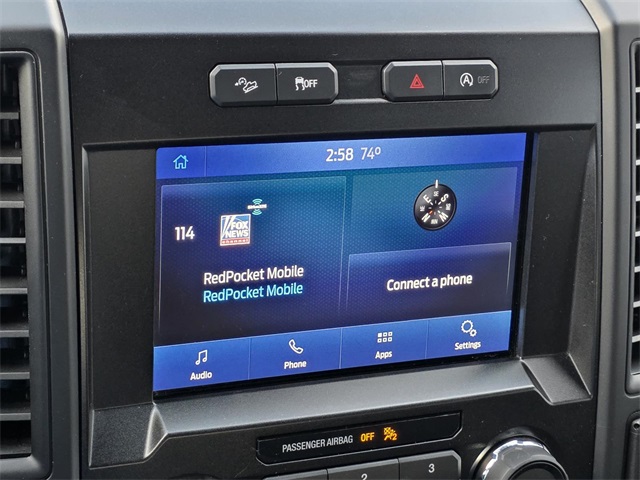 OFF
A OFF
2:58 74°
114
FOX
NEWS
RedPocket Mobile
RedPocket Mobile
E S
Connect a phone
Audio
Phone
Apps
Settings
PASSENGER AIRBAG OFF 2
2
3